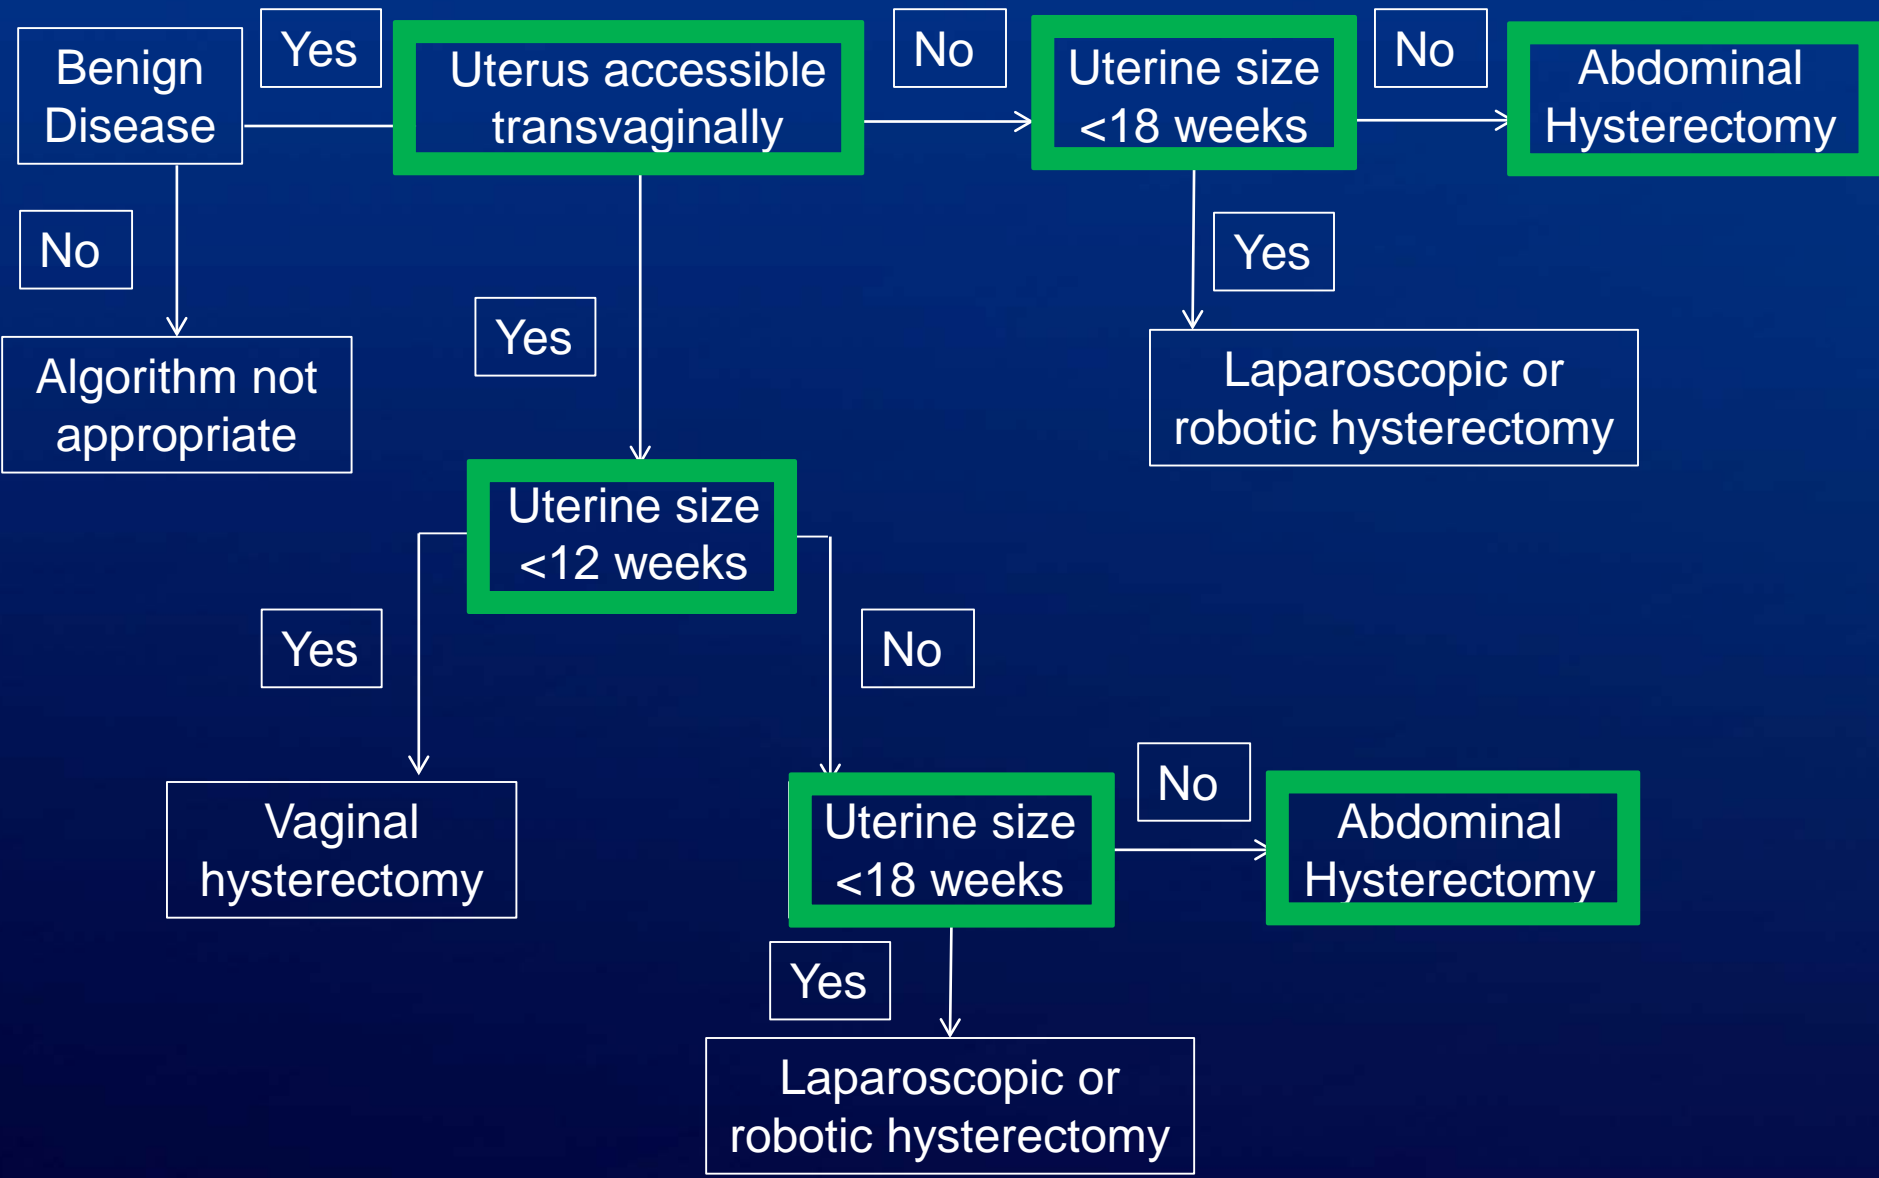 Benign
Disease
Yes
Uterus accessible
transvaginally
No
Uterine size
<18 weeks
No
Abdominal
Hysterectomy
No
Algorithm not
appropriate
Yes
Yes
Laparoscopic or
robotic hysterectomy
Uterine size
<12 weeks
Yes
No
Vaginal
hysterectomy
Uterine size
<18 weeks
No
Abdominal
Hysterectomy
Yes
Laparoscopic or
robotic hysterectomy